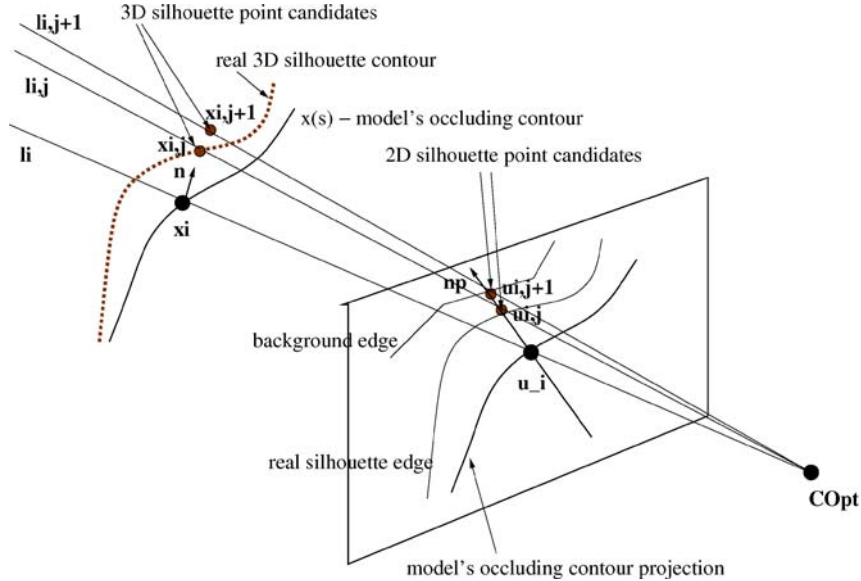 li,j+1
3D silhouette point candidates
real 3D silhouette contour
li,j
xi,j+1
x(s) – model's occluding contour
xi,j
li
n
2D silhouette point candidates
xi
np
ui,j+1
ui,j
background edge
u_i
real silhouette edge
COpt
model's occluding contour projection